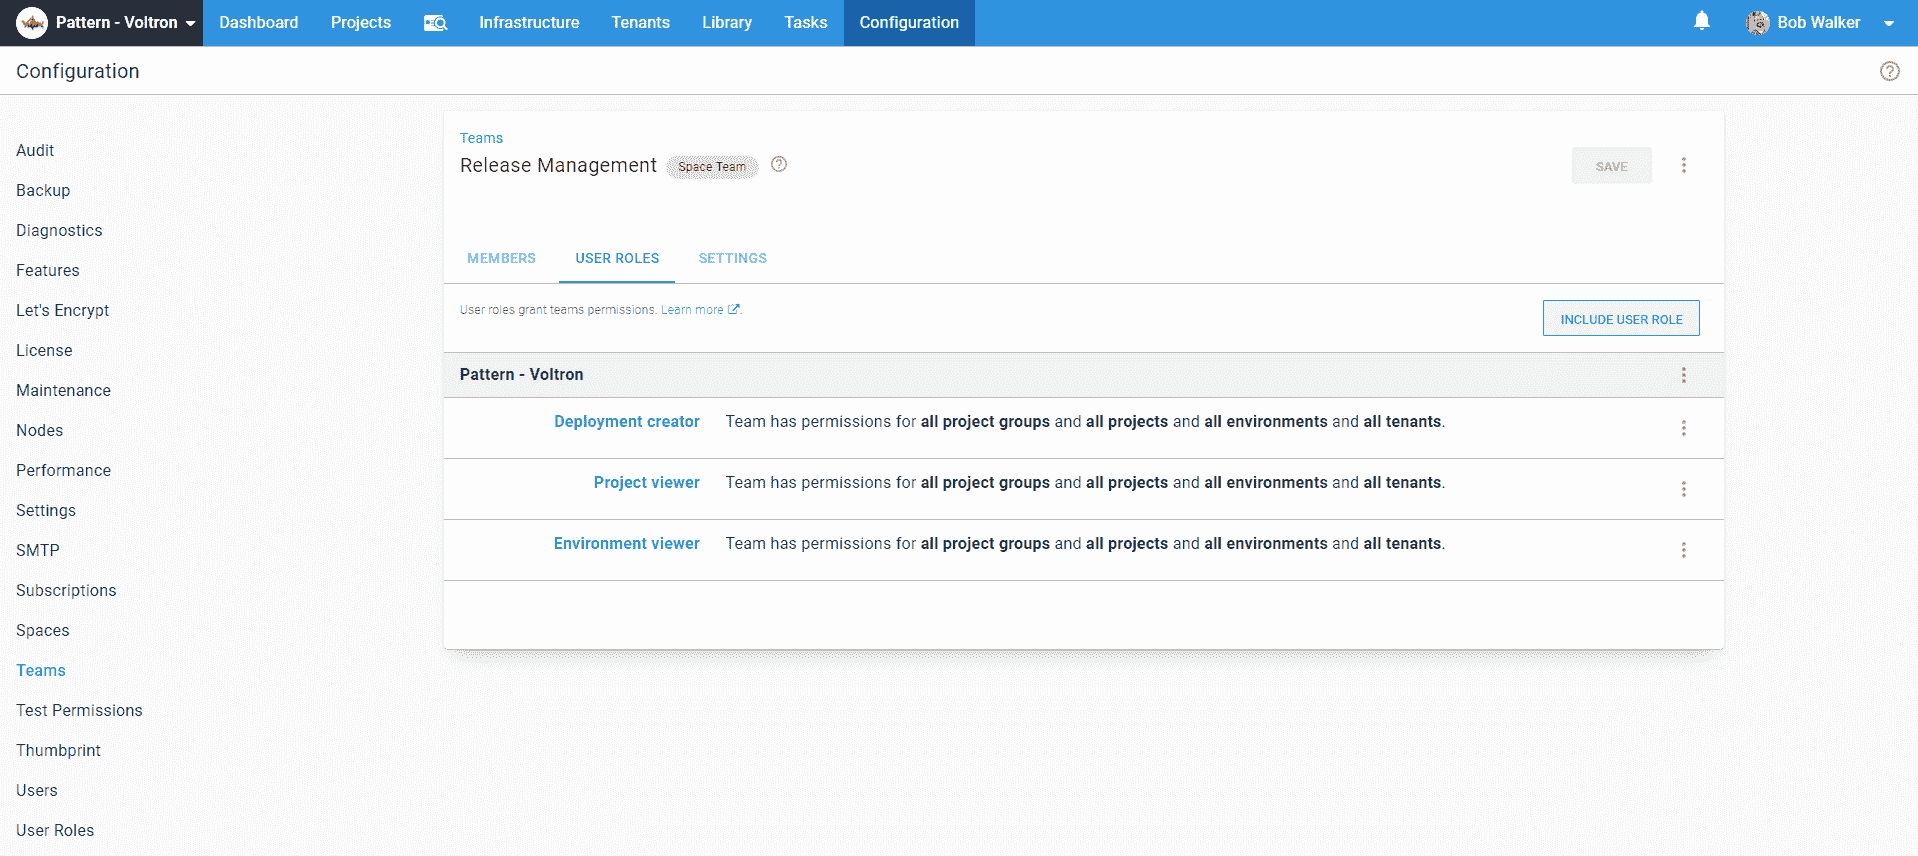 Pattern - Voltron Dashboard Projects Infrastructure Tenants Library Tasks Configuration Bob Walker
Configuration
Audit
Backup
Diagnostics
Features
Let's Encrypt
License
Maintenance
Nodes
Performance
Settings
SMTP
Subscriptions
Spaces
Teams
Test Permissions
Thumbprint
Users
User Roles
Teams
Release Management Space Team
SAVE
MEMBERS USER ROLES SETTINGS
User roles grant teams permissions. Learn more.
INCLUDE USER ROLE
Pattern - Voltron
Deployment creator Team has permissions for all project groups and all projects and all environments and all tenants.
Project viewer Team has permissions for all project groups and all projects and all environments and all tenants.
Environment viewer Team has permissions for all project groups and all projects and all environments and all tenants.